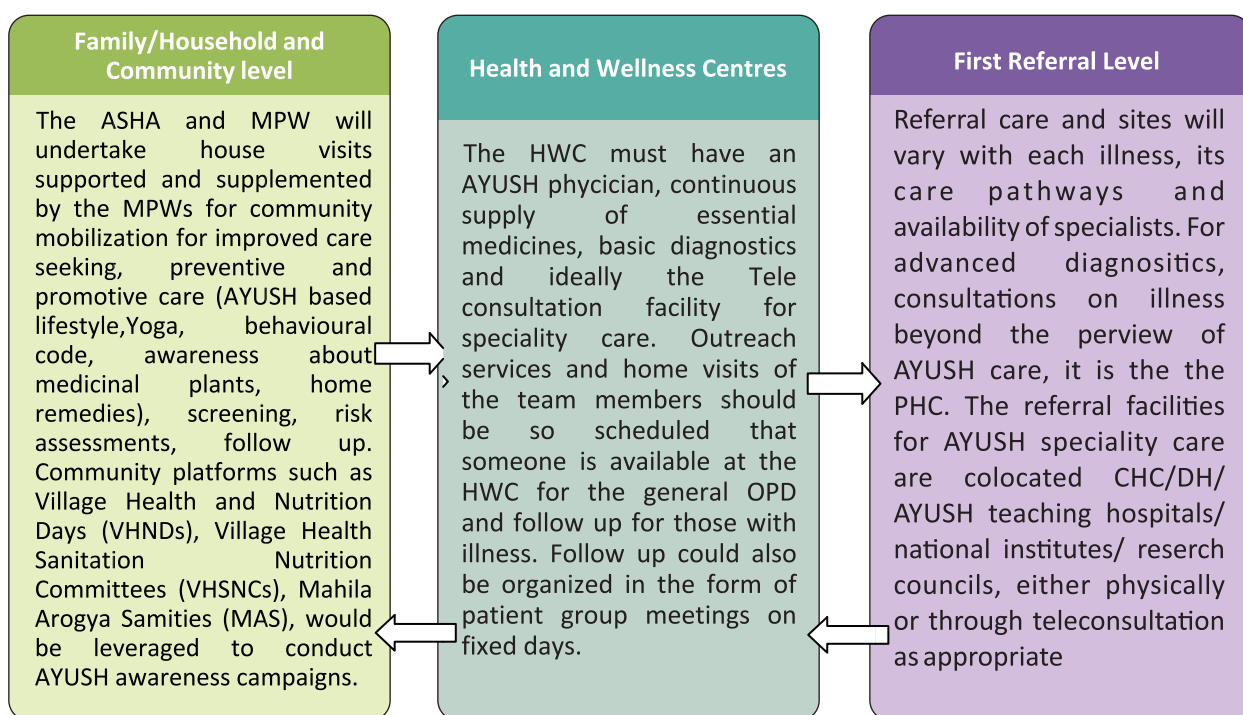 Family/Household and
Community level
The ASHA and MPW will
undertake house visits
supported and supplemented
by the MPWs for community
mobilization for improved care
seeking, preventive and
promotive care (AYUSH based
lifestyle,Yoga, behavioural
code, awareness about
medicinal plants, home
remedies), screening, risk
assessments, follow up.
Community platforms such as
Village Health and Nutrition
Days (VHNDs), Village Health
Sanitation Nutrition
Committees (VHSNCs), Mahila
Arogya Samities (MAS), would
be leveraged to conduct
AYUSH awareness campaigns.
Health and Wellness Centres
The HWC must have an
AYUSH phycician, continuous
supply of essential
medicines, basic diagnostics
and ideally the Tele
consultation facility for
speciality care. Outreach
services and home visits of
the team members should
be so scheduled that
someone is available at the
HWC for the general OPD
and follow up for those with
illness. Follow up could also
be organized in the form of
patient group meetings on
fixed days.
First Referral Level
Referral care and sites will
vary with each illness, its
care pathways and
availability of specialists. For
advanced diagnositics,
consultations on illness
beyond the perview of
AYUSH care, it is the the
PHC. The referral facilities
for AYUSH speciality care
are colocated CHC/DH/
AYUSH teaching hospitals/
national institutes/ reserch
councils, either physically
or through teleconsultation
as appropriate